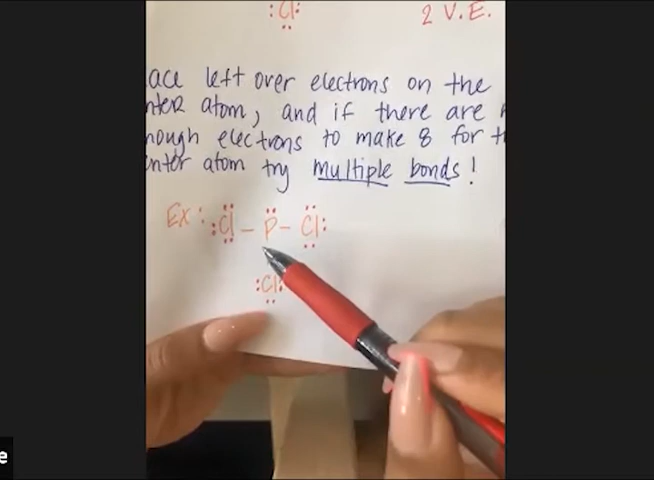 :Cl: 2 V.E.
ace left over electrons on the
nter atom, and if there are
nough electrons to make 8 for t
enter atom try multiple bonds!
Ex: :Cl - P - Cl:
:Cl:
e